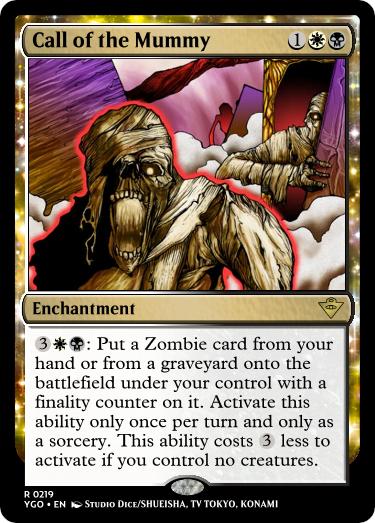 Call of the Mummy 1
Enchantment
3: Put a Zombie card from your
hand or from a graveyard onto the
battlefield under your control with a
finality counter on it. Activate this
ability only once per turn and only as
a sorcery. This ability costs 3 less to
activate if you control no creatures.
R 0219
YGO • EN Studio Dice/SHUEISHA, TV TOKYO, KONAMI